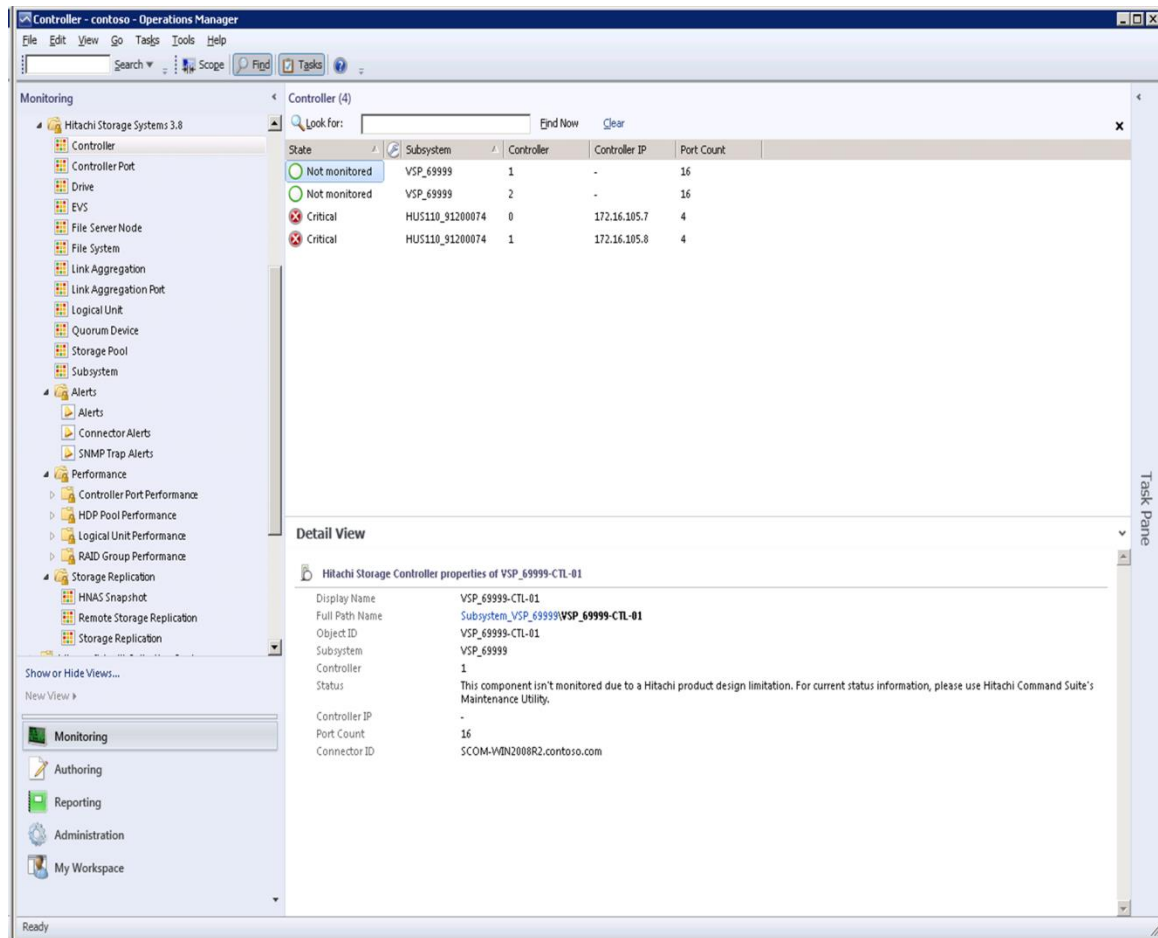 Controller - contoso - Operations Manager
File Edit View Go Tasks Tools Help
Search Scope Find Tasks
Monitoring
Hitachi Storage Systems 3.8
Controller
Controller Port
Drive
EVS
File Server Node
File System
Link Aggregation
Link Aggregation Port
Logical Unit
Quorum Device
Storage Pool
Subsystem
Alerts
Alerts
Connector Alerts
SNMP Trap Alerts
Performance
Controller Port Performance
HDP Pool Performance
Logical Unit Performance
RAID Group Performance
Storage Replication
HNAS Snapshot
Remote Storage Replication
Storage Replication
Show or Hide Views...
New View
Monitoring
Authoring
Reporting
Administration
My Workspace
Controller (4)
Look for: Find Now Clear
State Subsystem Controller Controller IP Port Count
Not monitored VSP_69999 1 - 16
Not monitored VSP_69999 2 - 16
Critical HUS110_91200074 0 172.16.105.7 4
Critical HUS110_91200074 1 172.16.105.8 4
Detail View
Hitachi Storage Controller properties of VSP_69999-CTL-01
Display Name VSP_69999-CTL-01
Full Path Name Subsystem_VSP_69999\VSP_69999-CTL-01
Object ID VSP_69999-CTL-01
Subsystem VSP_69999
Controller 1
Status This component isn't monitored due to a Hitachi product design limitation. For current status information, please use Hitachi Command Suite's
Maintenance Utility.
Controller IP -
Port Count 16
Connector ID SCOM-WIN2008R2.contoso.com
Task Pane
Ready